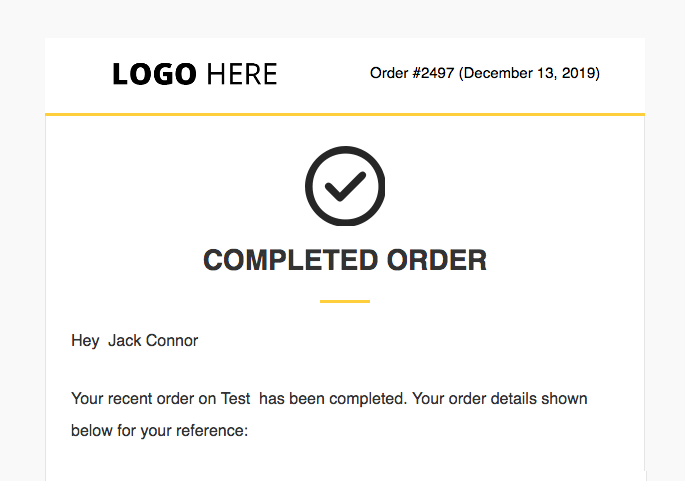 LOGO HERE
Order #2497 (December 13, 2019)
COMPLETED ORDER
Hey  Jack Connor
Your recent order on Test  has been completed. Your order details shown
below for your reference: